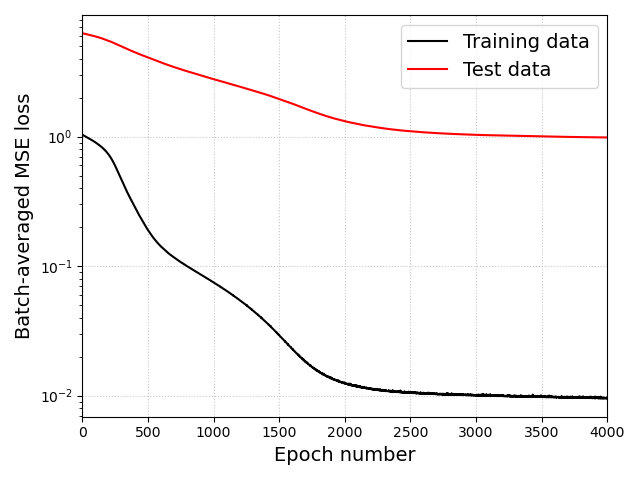 Training data
Test data
Batch-averaged MSE loss
10⁰
10⁻¹
10⁻²
0 500 1000 1500 2000 2500 3000 3500 4000
Epoch number